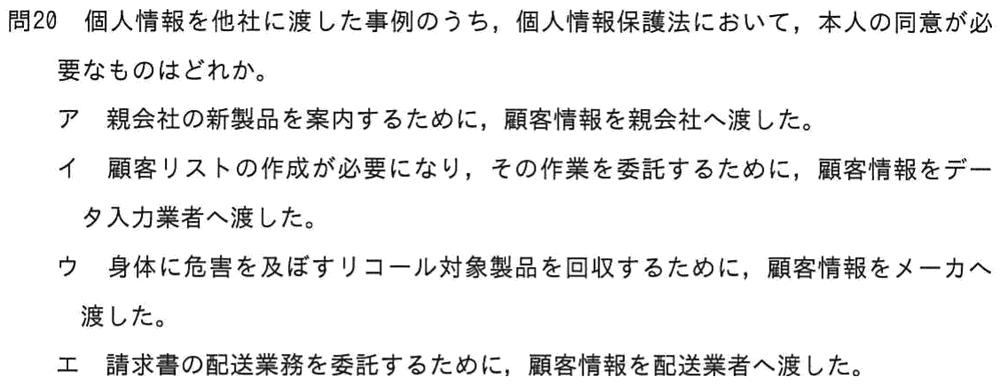 問20　個人情報を他社に渡した事例のうち，個人情報保護法において，本人の同意が必
要なものはどれか。
ア　親会社の新製品を案内するために，顧客情報を親会社へ渡した。
イ　顧客リストの作成が必要になり，その作業を委託するために，顧客情報をデー
タ入力業者へ渡した。
ウ　身体に危害を及ぼすリコール対象製品を回収するために，顧客情報をメーカへ
渡した。
エ　請求書の配送業務を委託するために，顧客情報を配送業者へ渡した。